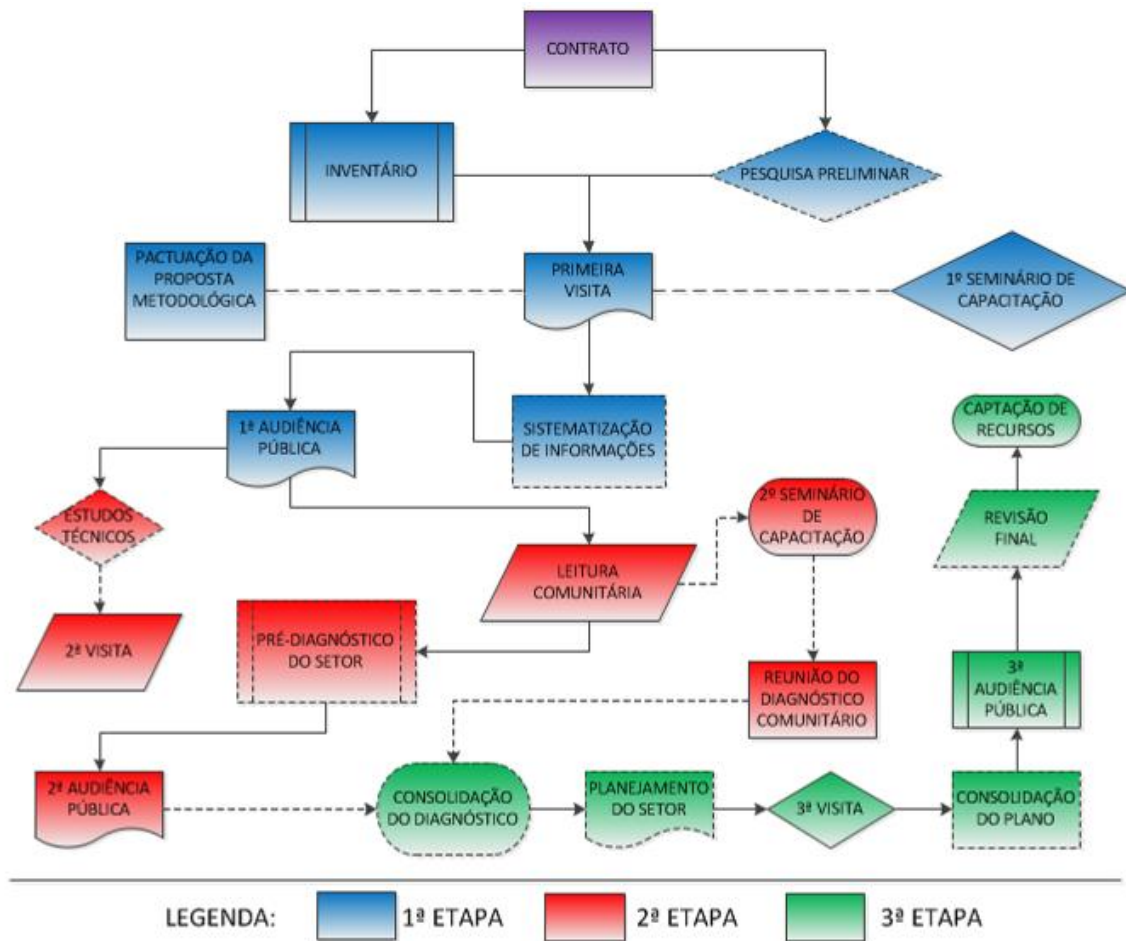 CONTRATO
INVENTÁRIO
PESQUISA PRELIMINAR
PACTUAÇÃO DA
PROPOSTA
METODOLÓGICA
PRIMEIRA
VISITA
1º SEMINÁRIO DE
CAPACITAÇÃO
1ª AUDIÊNCIA
PÚBLICA
SISTEMATIZAÇÃO
DE INFORMAÇÕES
CAPTAÇÃO DE
RECURSOS
ESTUDOS
TÉCNICOS
2º SEMINÁRIO
DE
CAPACITAÇÃO
REVISÃO
FINAL
LEITURA
COMUNITÁRIA
2ª VISITA
PRÉ-DIAGNÓSTICO
DO SETOR
REUNIÃO DO
DIAGNÓSTICO
COMUNITÁRIO
3ª
AUDIÊNCIA
PÚBLICA
2ª AUDIÊNCIA
PÚBLICA
CONSOLIDAÇÃO
DO DIAGNÓSTICO
PLANEJAMENTO
DO SETOR
3ª VISITA
CONSOLIDAÇÃO
DO PLANO
LEGENDA:
1ª ETAPA
2ª ETAPA
3ª ETAPA